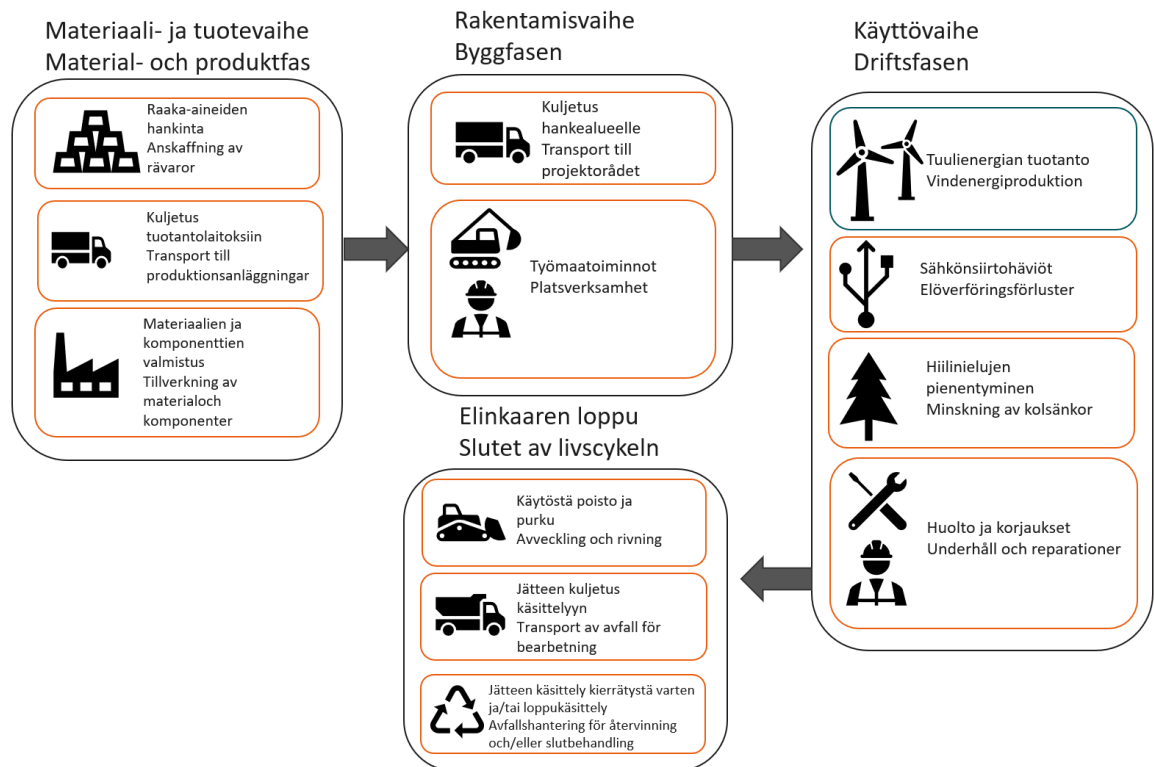 Materiaali- ja tuotevaihe
Material- och produktfas
Raaka-aineiden
hankinta
Anskaffning av
rävaror
Kuljetus
tuotantolaitoksiin
Transport till
produktionsanläggningar
Materiaalien ja
komponenttien
valmistus
Tillverkning av
materialoch
komponenter
Rakentamisvaihe
Byggfasen
Kuljetus
hankealueelle
Transport till
projektorådet
Työmaatoiminnot
Platsverksamhet
Käyttövaihe
Driftsfasen
Tuulienergian tuotanto
Vindenergiproduktion
Sähkönsiirtohäviöt
Elöverföringsförluster
Hiilinielujen
pienentyminen
Minskning av kolsänkor
Huolto ja korjaukset
Underhåll och reparationer
Elinkaaren loppu
Slutet av livscykeln
Käytöstä poisto ja
purku
Avveckling och rivning
Jätteen kuljetus
käsittelyyn
Transport av avfall för
bearbetning
Jätteen käsittely kierrätystä varten
ja/tai loppukäsittely
Avfallshantering för återvinning
och/eller slutbehandling